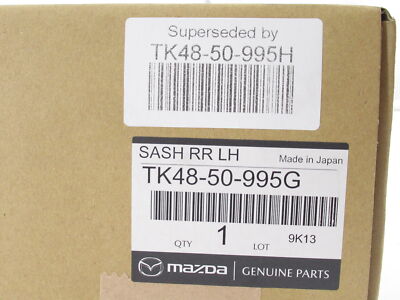 Superseded by
TK48-50-995H
SASH RR LH Made in Japan
TK48-50-995G
QTY 1 LOT 9K13
mazda GENUINE PARTS